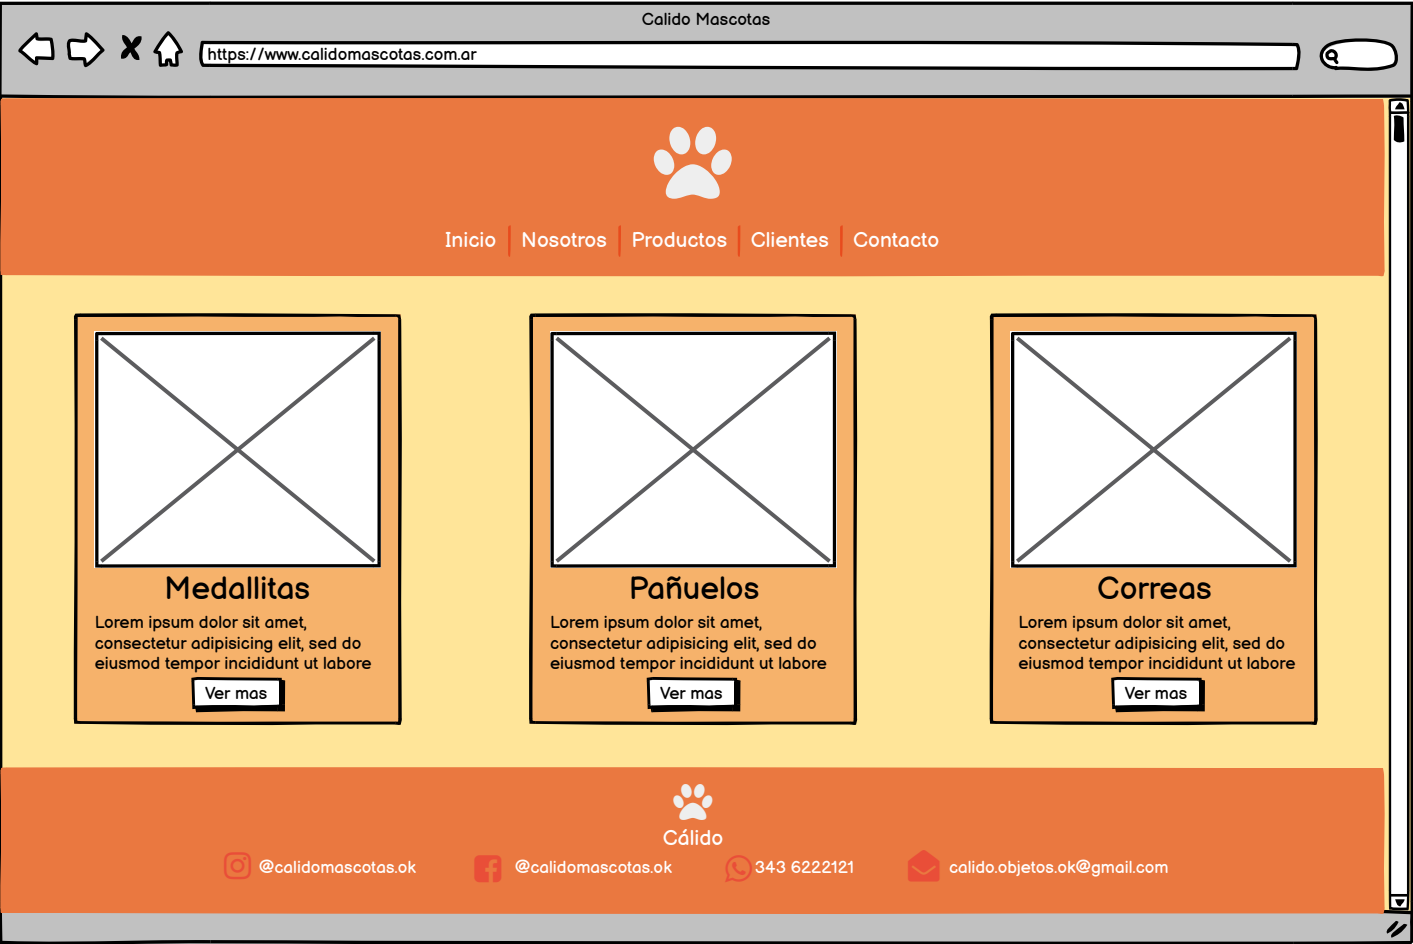 Calido Mascotas
https://www.calidomascotas.com.ar
Inicio Nosotros Productos Clientes Contacto
Medallitas
Lorem ipsum dolor sit amet,
consectetur adipisicing elit, sed do
eiusmod tempor incididunt ut labore
Ver mas
Pañuelos
Lorem ipsum dolor sit amet,
consectetur adipisicing elit, sed do
eiusmod tempor incididunt ut labore
Ver mas
Correas
Lorem ipsum dolor sit amet,
consectetur adipisicing elit, sed do
eiusmod tempor incididunt ut labore
Ver mas
Cálido
@calidomascotas.ok @calidomascotas.ok 343 6222121 calido.objetos.ok@gmail.com